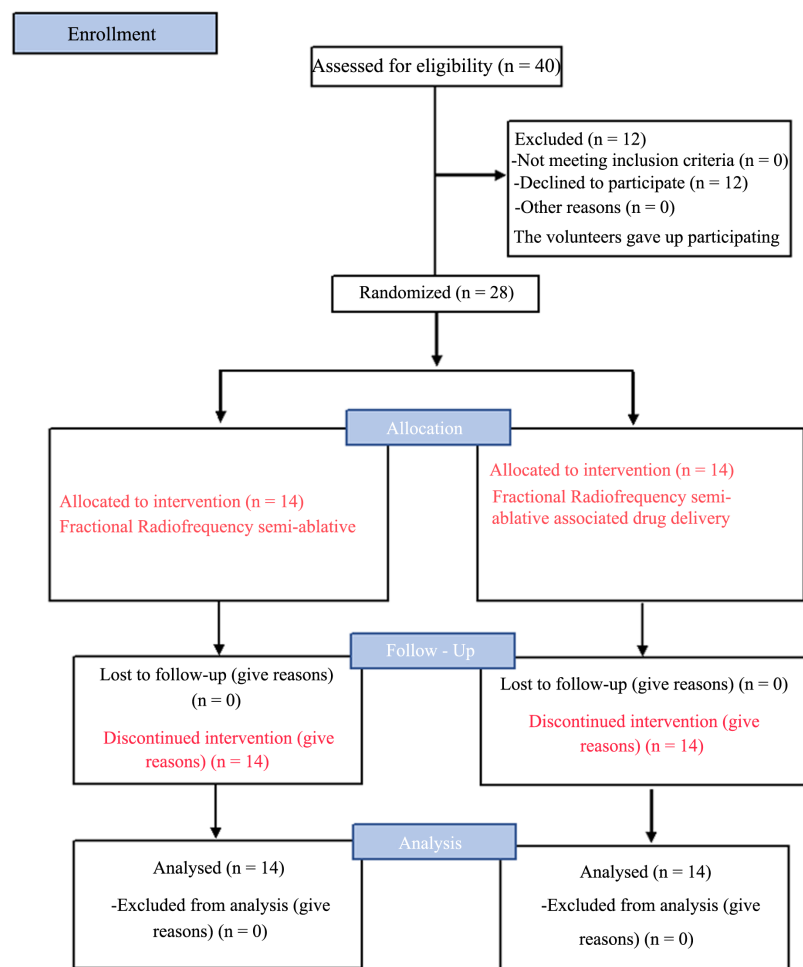 Enrollment
Assessed for eligibility (n = 40)
Excluded (n = 12)
-Not meeting inclusion criteria (n = 0)
-Declined to participate (n = 12)
-Other reasons (n = 0)
The volunteers gave up participating
Randomized (n = 28)
Allocation
Allocated to intervention (n = 14)
Fractional Radiofrequency semi-ablative
Allocated to intervention (n = 14)
Fractional Radiofrequency semi-
ablative associated drug delivery
Follow - Up
Lost to follow-up (give reasons)
(n = 0)
Discontinued intervention (give
reasons) (n = 14)
Lost to follow-up (give reasons) (n = 0)
Discontinued intervention (give
reasons) (n = 14)
Analysis
Analysed (n = 14)
-Excluded from analysis (give
reasons) (n = 0)
Analysed (n = 14)
-Excluded from analysis (give
reasons) (n = 0)